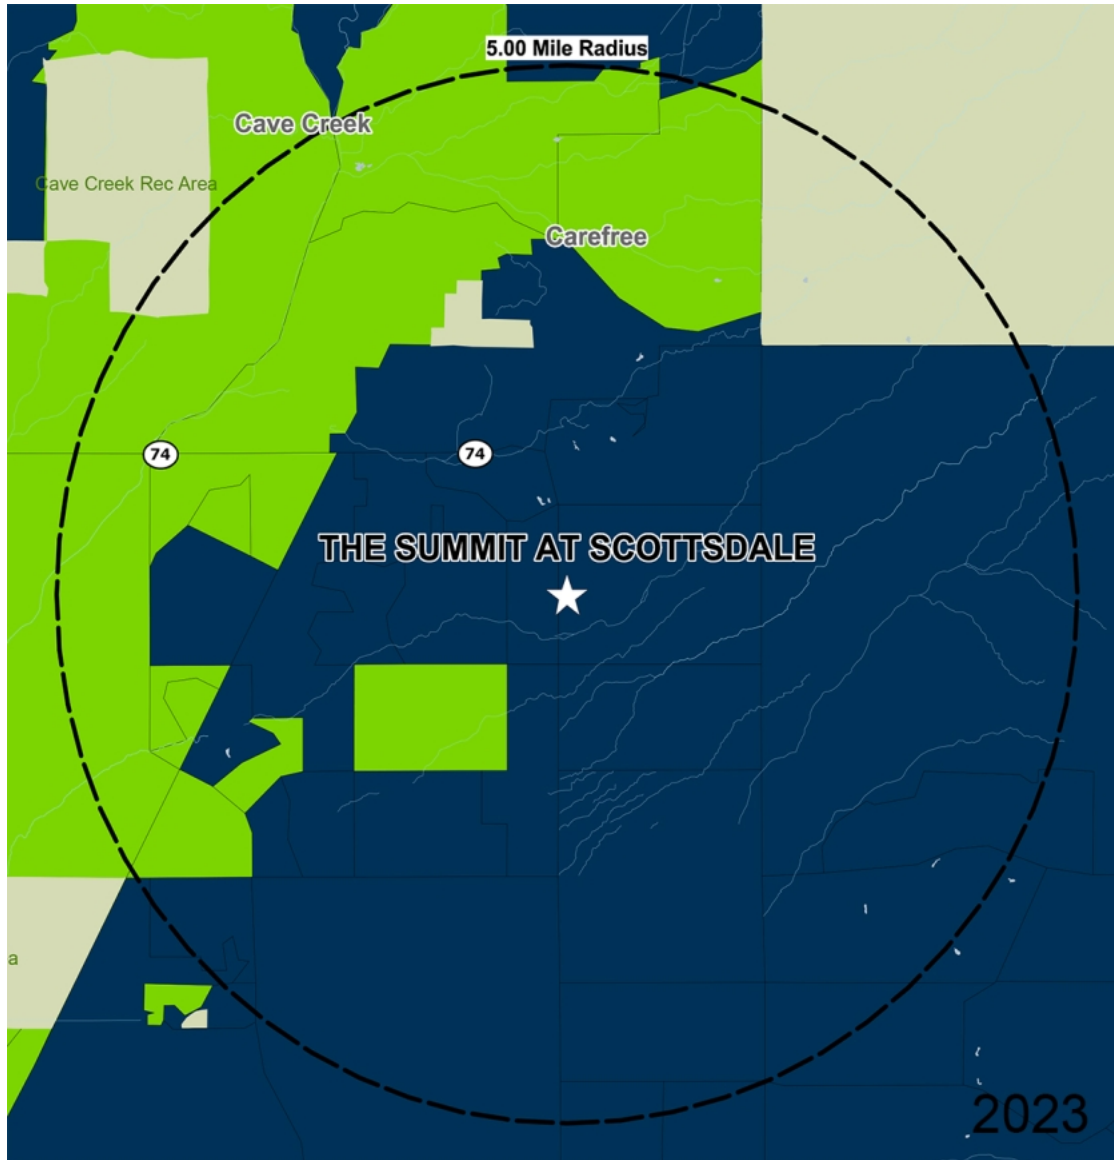 5.00 Mile Radius
Cave Creek
Cave Creek Rec Area
Carefree
74
74
THE SUMMIT AT SCOTTSDALE
a
2023